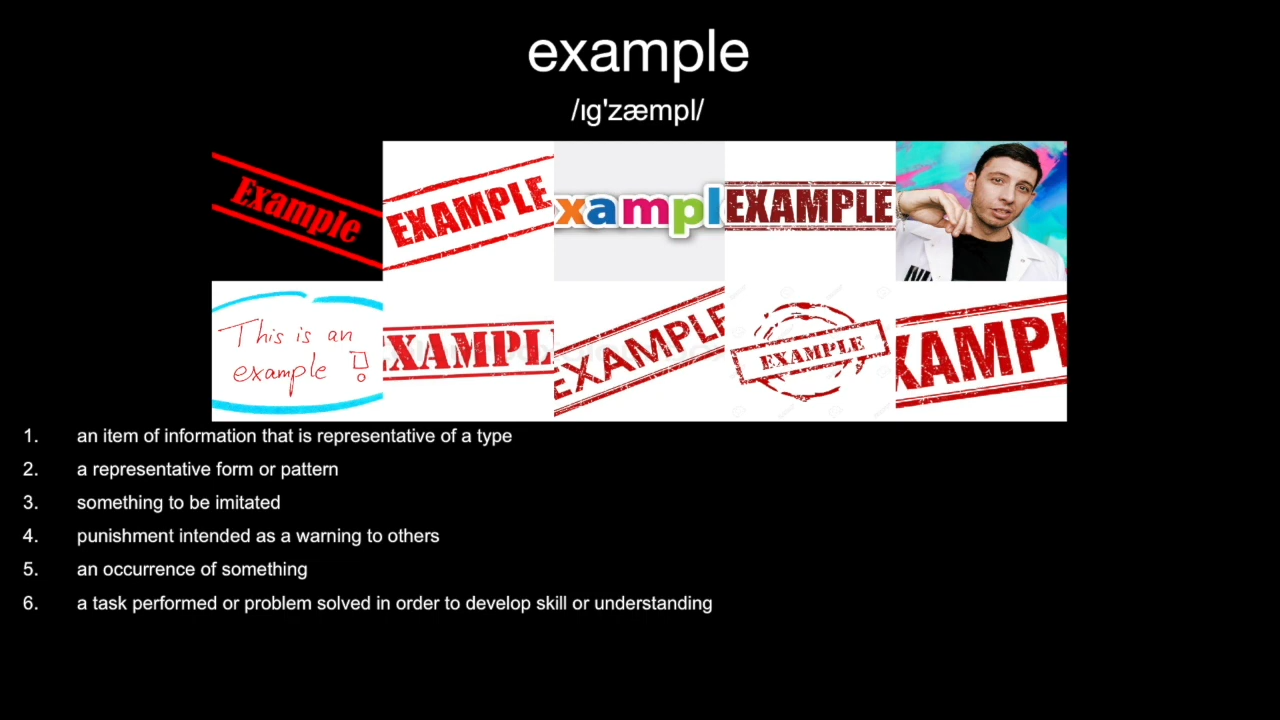 example
/ɪg'zæmpl/
Example
EXAMPLE
xampl
EXAMPLE
This is an
example !
EXAMPLE
EXAMPLE
EXAMPLE
XAMPL
1. an item of information that is representative of a type
2. a representative form or pattern
3. something to be imitated
4. punishment intended as a warning to others
5. an occurrence of something
6. a task performed or problem solved in order to develop skill or understanding